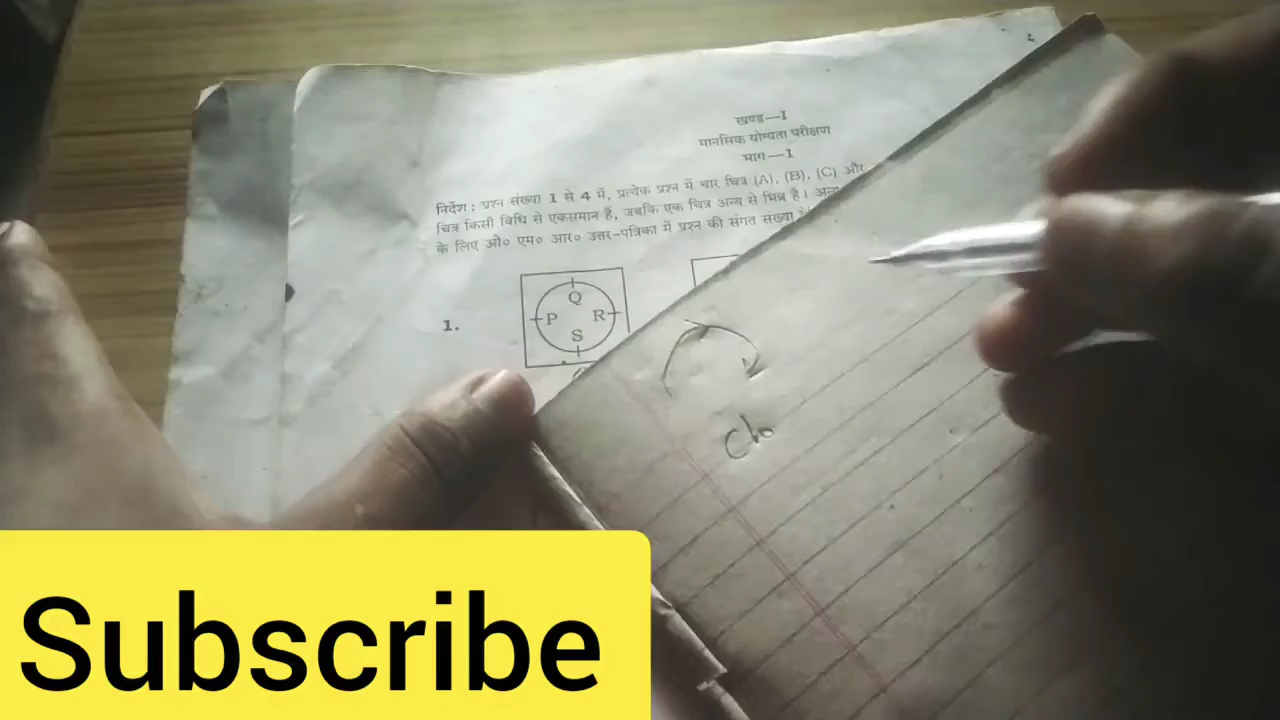 खण्ड—I
मानसिक योग्यता परीक्षण
भाग—1
निर्देश : प्रश्न संख्या 1 से 4 में, प्रत्येक प्रश्न में चार चित्र (A), (B), (C) और
चित्र किसी विधि से एकसमान हैं, जबकि एक चित्र अन्य से भिन्न है। अन्य
के लिए ओ० एम० आर० उत्तर-पत्रिका में प्रश्न की संगत संख्या
1.
Q
P R
S
Subscribe